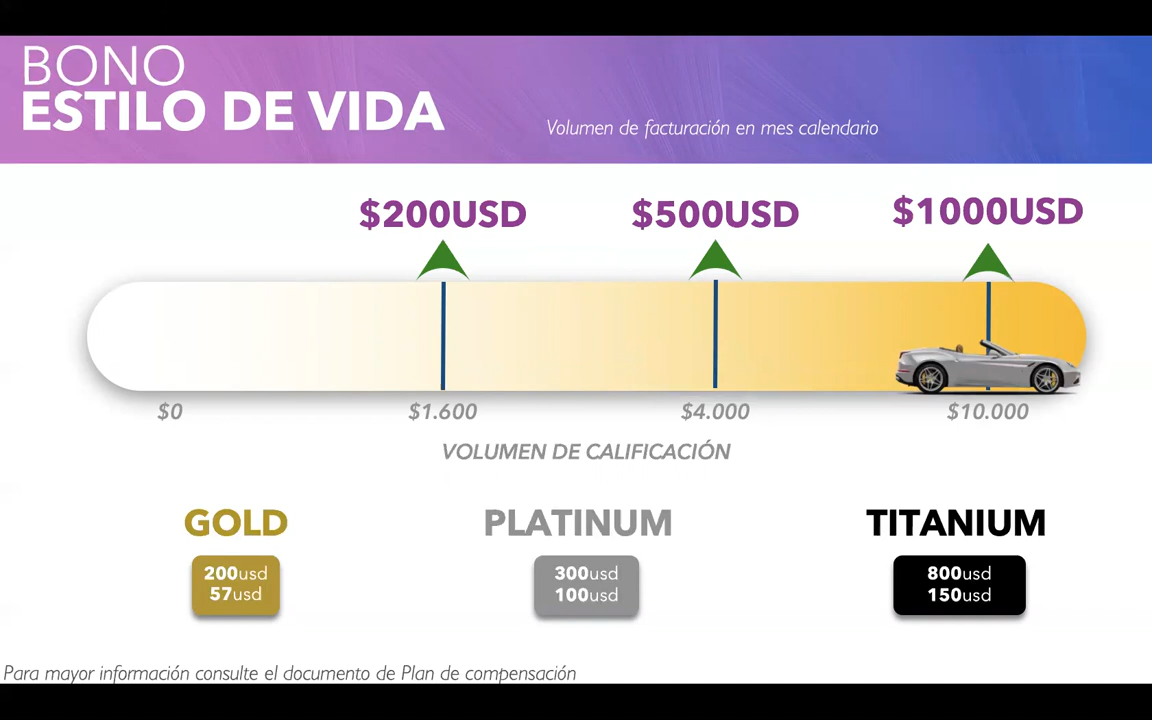 BONO
ESTILO DE VIDA
Volumen de facturación en mes calendario
$200USD $500USD $1000USD
$0 $1.600 $4.000 $10.000
VOLUMEN DE CALIFICACIÓN
GOLD PLATINUM TITANIUM
200usd 300usd 800usd
57usd 100usd 150usd
Para mayor información consulte el documento de Plan de compensación